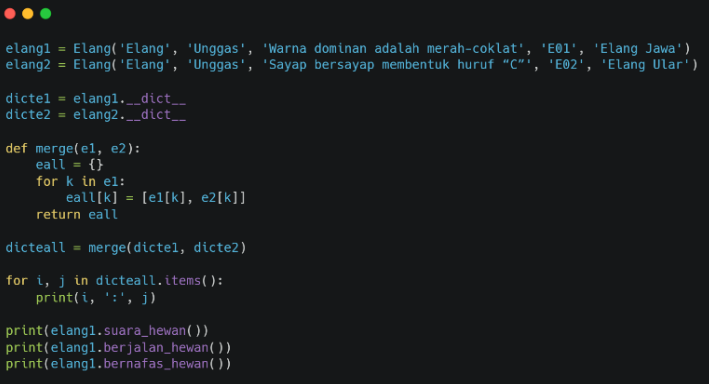 elang1 = Elang('Elang', 'Unggas', 'Warna dominan adalah merah-coklat', 'E01', 'Elang Jawa')
elang2 = Elang('Elang', 'Unggas', 'Sayap bersayap membentuk huruf “C”', 'E02', 'Elang Ular')
dicte1 = elang1.__dict__
dicte2 = elang2.__dict__
def merge(e1, e2):
    eall = {}
    for k in e1:
        eall[k] = [e1[k], e2[k]]
    return eall
dicteall = merge(dicte1, dicte2)
for i, j in dicteall.items():
    print(i, ':', j)
print(elang1.suara_hewan())
print(elang1.berjalan_hewan())
print(elang1.bernafas_hewan())